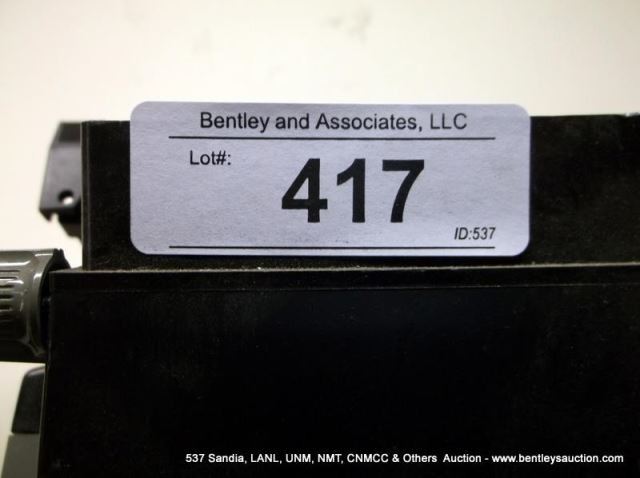 Bentley and Associates, LLC
Lot#:
417
ID:537
537 Sandia, LANL, UNM, NMT, CNMCC & Others  Auction - www.bentleysauction.com